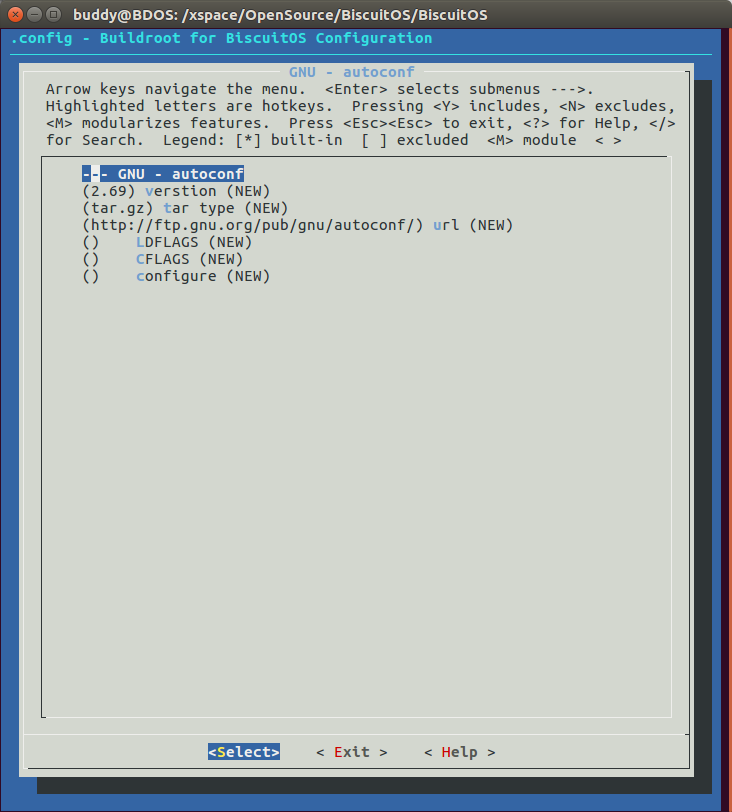 buddy@BDOS: /xspace/OpenSource/BiscuitOS/BiscuitOS
.config - Buildroot for BiscuitOS Configuration
GNU - autoconf
Arrow keys navigate the menu.  <Enter> selects submenus --->.
Highlighted letters are hotkeys.  Pressing <Y> includes, <N> excludes,
<M> modularizes features.  Press <Esc><Esc> to exit, <?> for Help, </>
for Search.  Legend: [*] built-in  [ ] excluded  <M> module  < >
--- GNU - autoconf
(2.69) verstion (NEW)
(tar.gz) tar type (NEW)
(http://ftp.gnu.org/pub/gnu/autoconf/) url (NEW)
()    LDFLAGS (NEW)
()    CFLAGS (NEW)
()    configure (NEW)
<Select>    < Exit >    < Help >